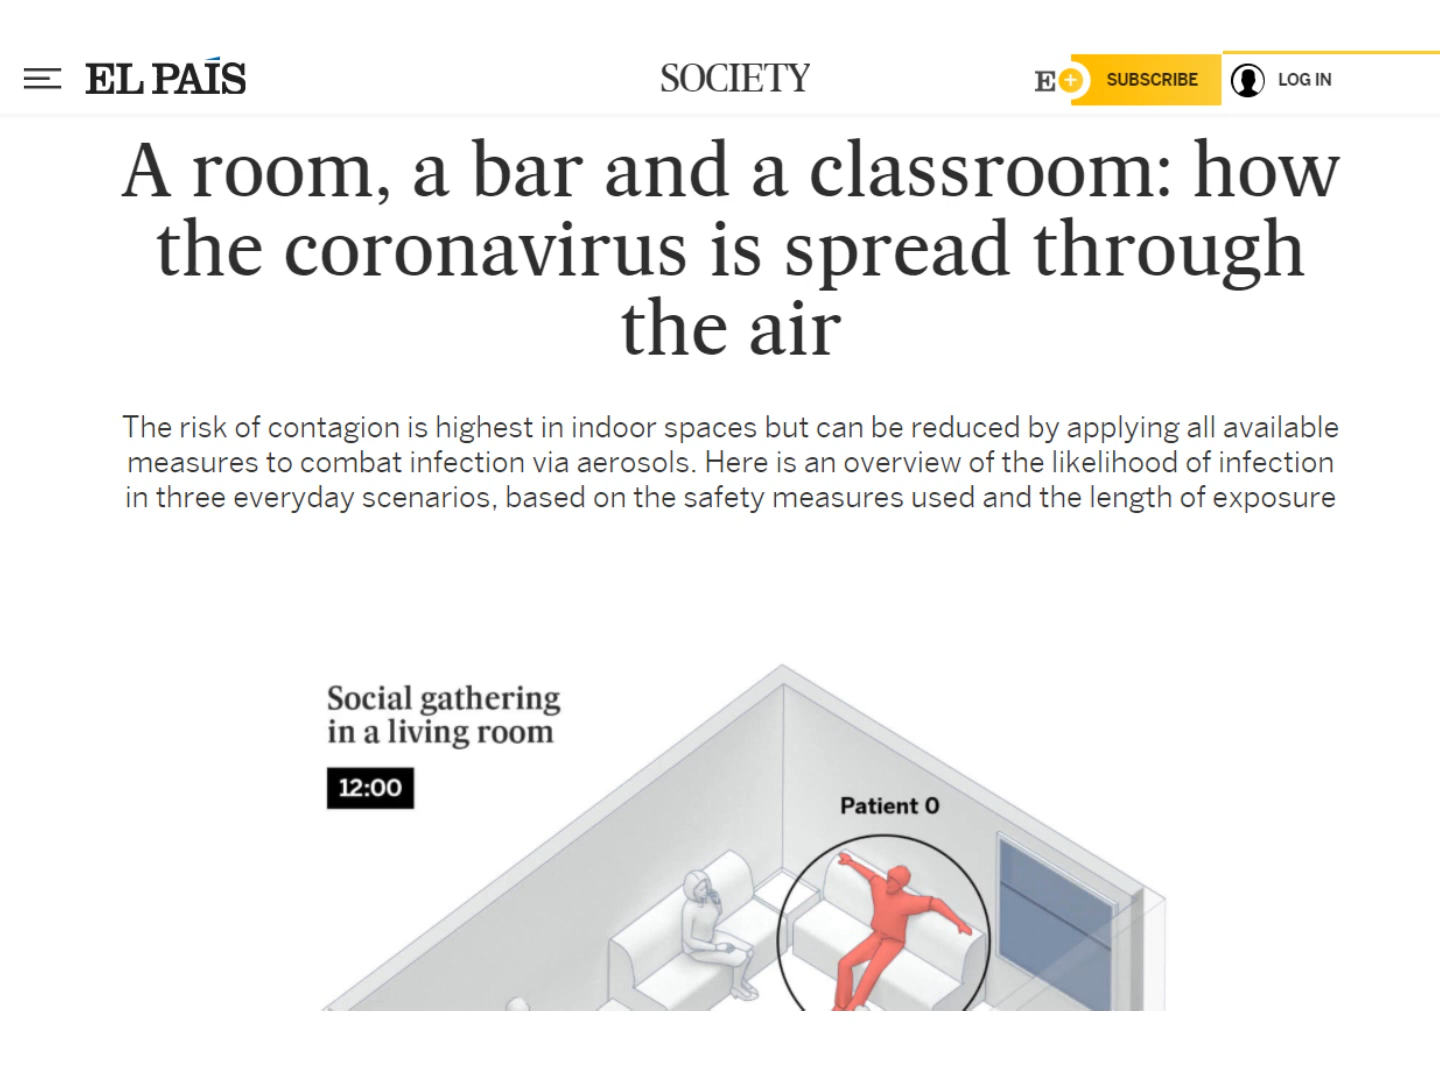 EL PAÍS
SOCIETY
E+
SUBSCRIBE
LOG IN
A room, a bar and a classroom: how
the coronavirus is spread through
the air
The risk of contagion is highest in indoor spaces but can be reduced by applying all available
measures to combat infection via aerosols. Here is an overview of the likelihood of infection
in three everyday scenarios, based on the safety measures used and the length of exposure
Social gathering
in a living room
12:00
Patient 0